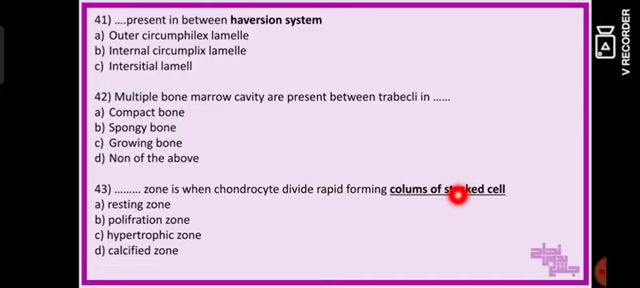 41) ....present in between haversion system
a) Outer circumphilex lamelle
b) Internal circumplix lamelle
c) Intersitial lamell
42) Multiple bone marrow cavity are present between trabecli in ......
a) Compact bone
b) Spongy bone
c) Growing bone
d) Non of the above
43) ......... zone is when chondrocyte divide rapid forming colums of stacked cell
a) resting zone
b) polifration zone
c) hypertrophic zone
d) calcified zone
V RECORDER